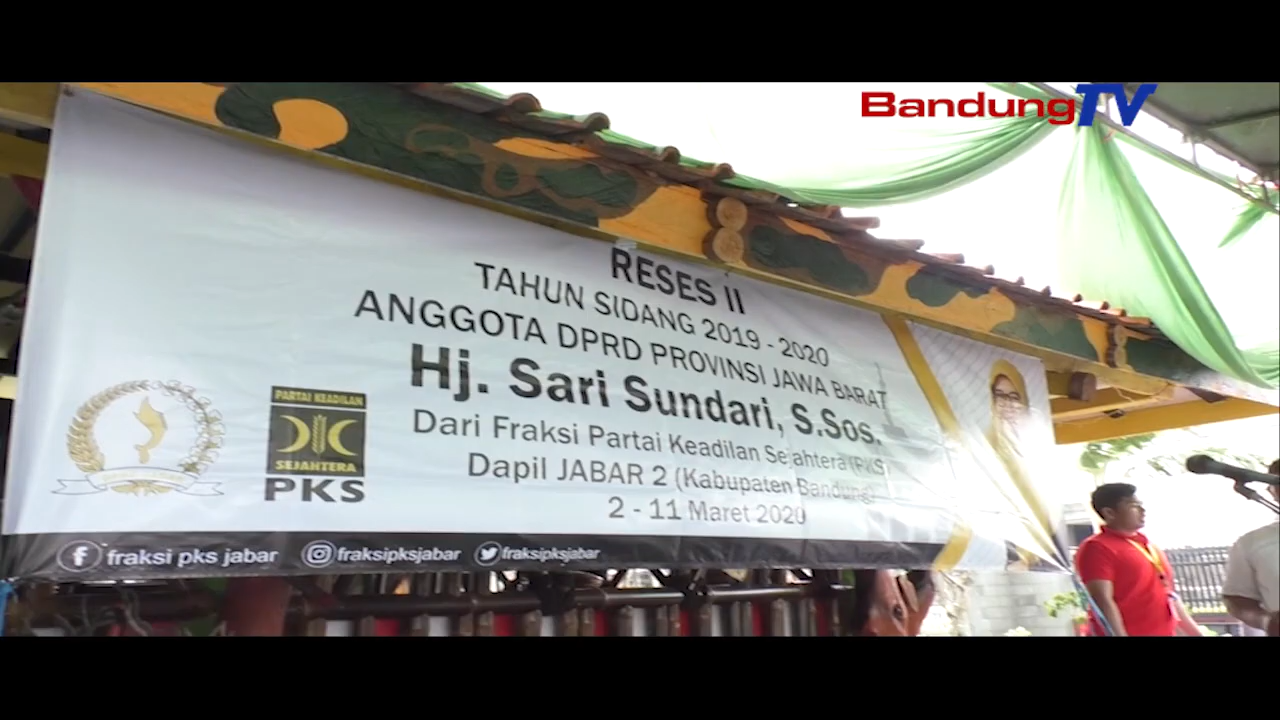 BandungTV
RESES II
TAHUN SIDANG 2019 - 2020
ANGGOTA DPRD PROVINSI JAWA BARAT
Hj. Sari Sundari, S.Sos.
Dari Fraksi Partai Keadilan Sejahtera (PKS)
Dapil JABAR 2 (Kabupaten Bandung)
2 - 11 Maret 2020
PARTAI KEADILAN
SEJAHTERA
PKS
fraksi pks jabar
fraksipksjabar
fraksipksjabar